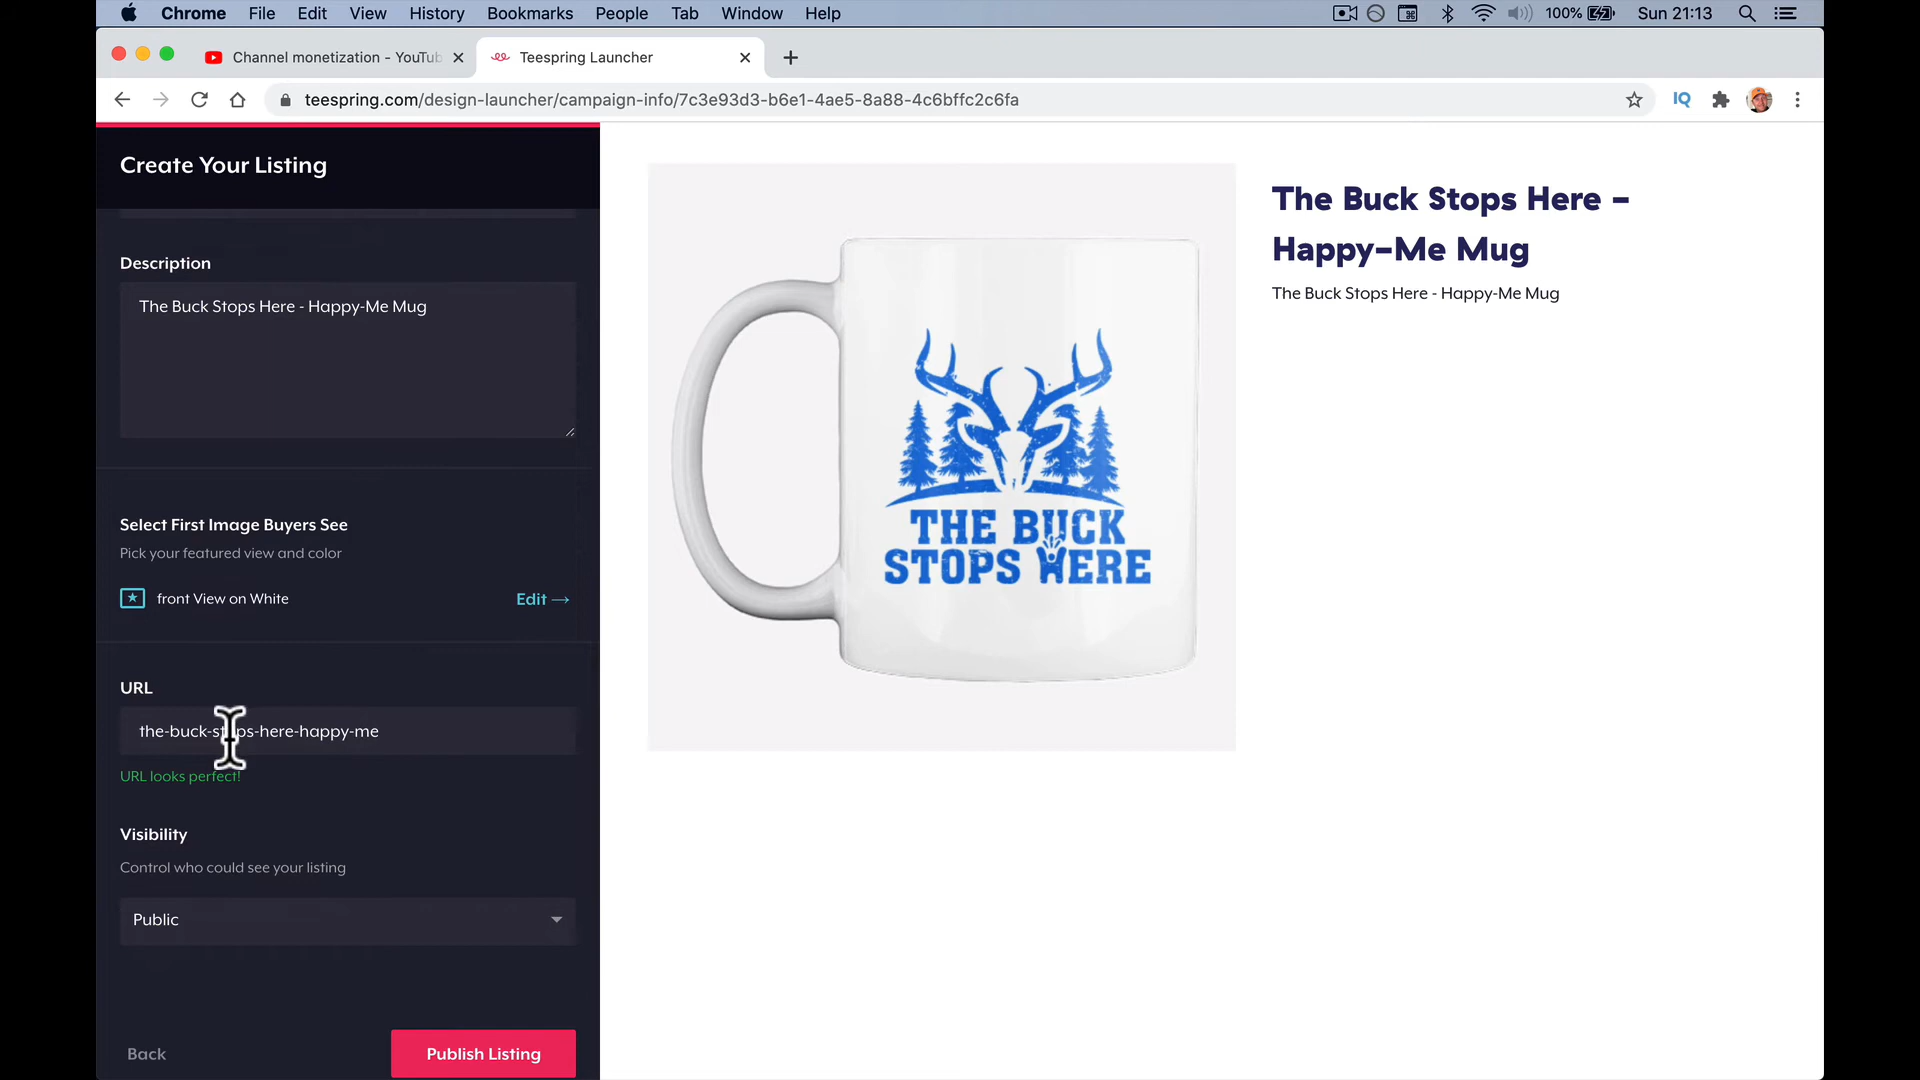 Chrome File Edit View History Bookmarks People Tab Window Help 100% Sun 21:13
Channel monetization - YouTub
Teespring Launcher
teespring.com/design-launcher/campaign-info/7c3e93d3-b6e1-4ae5-8a88-4c6bffc2c6fa
IQ
Create Your Listing
Description
The Buck Stops Here - Happy-Me Mug
Select First Image Buyers See
Pick your featured view and color
front View on White
Edit →
URL
the-buck-stops-here-happy-me
URL looks perfect!
Visibility
Control who could see your listing
Public
Back
Publish Listing
THE BUCK
STOPS HERE
The Buck Stops Here –
Happy-Me Mug
The Buck Stops Here - Happy-Me Mug